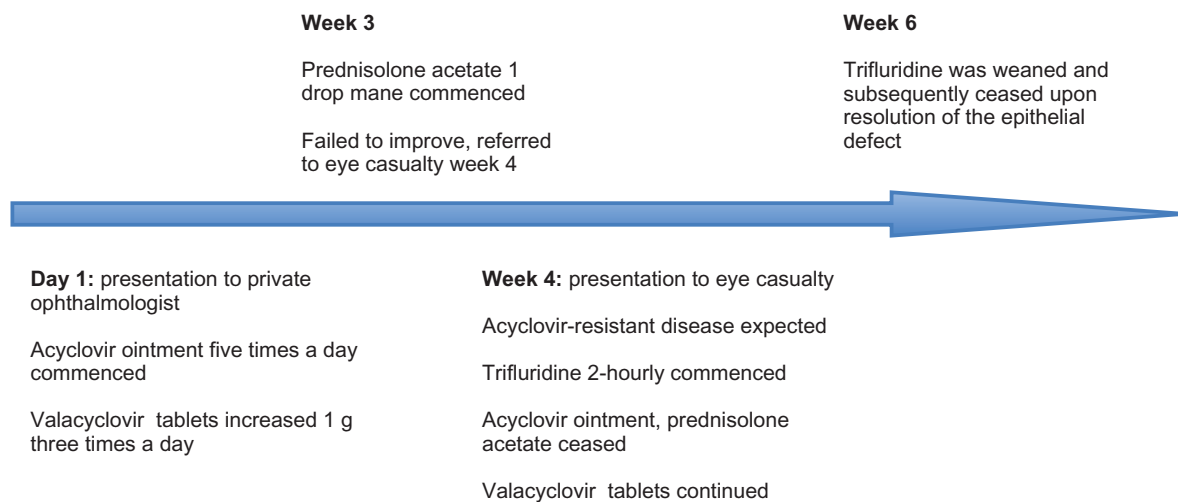 Week 3
Prednisolone acetate 1
drop mane commenced
Failed to improve, referred
to eye casualty week 4
Week 6
Trifluridine was weaned and
subsequently ceased upon
resolution of the epithelial
defect
Day 1: presentation to private
ophthalmologist
Acyclovir ointment five times a day
commenced
Valacyclovir tablets increased 1 g
three times a day
Week 4: presentation to eye casualty
Acyclovir-resistant disease expected
Trifluridine 2-hourly commenced
Acyclovir ointment, prednisolone
acetate ceased
Valacyclovir tablets continued